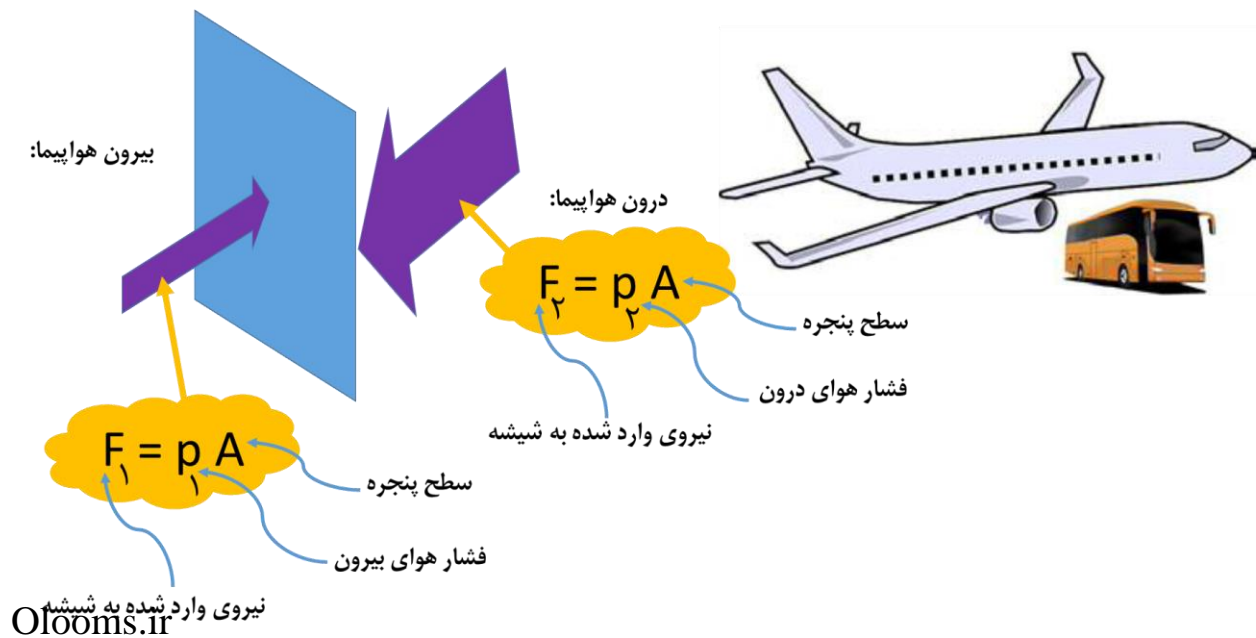 بیرون هواپیما:
درون هواپیما:
F۲ = p۲ A
سطح پنجره
فشار هوای درون
نیروی وارد شده به شیشه
F۱ = p۱ A
سطح پنجره
فشار هوای بیرون
نیروی وارد شده به شیشه
Olooms.ir